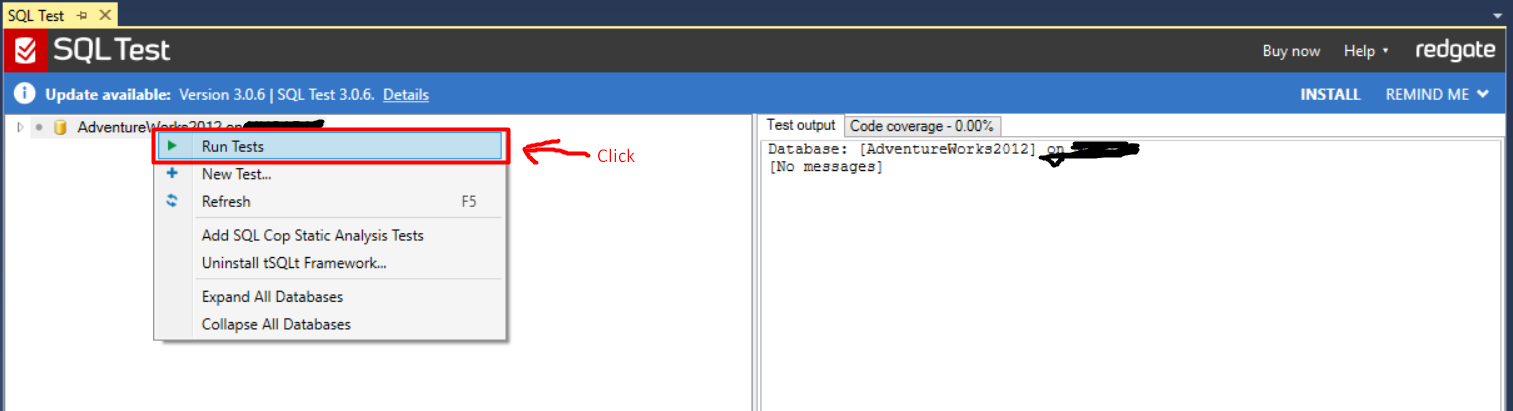 SQL Test
SQL Test
Buy now Help redgate
Update available: Version 3.0.6 | SQL Test 3.0.6. Details
INSTALL REMIND ME
AdventureWorks2012 on
Run Tests
Click
New Test...
Refresh F5
Add SQL Cop Static Analysis Tests
Uninstall tSQLt Framework...
Expand All Databases
Collapse All Databases
Test output Code coverage - 0.00%
Database: [AdventureWorks2012] on
[No messages]